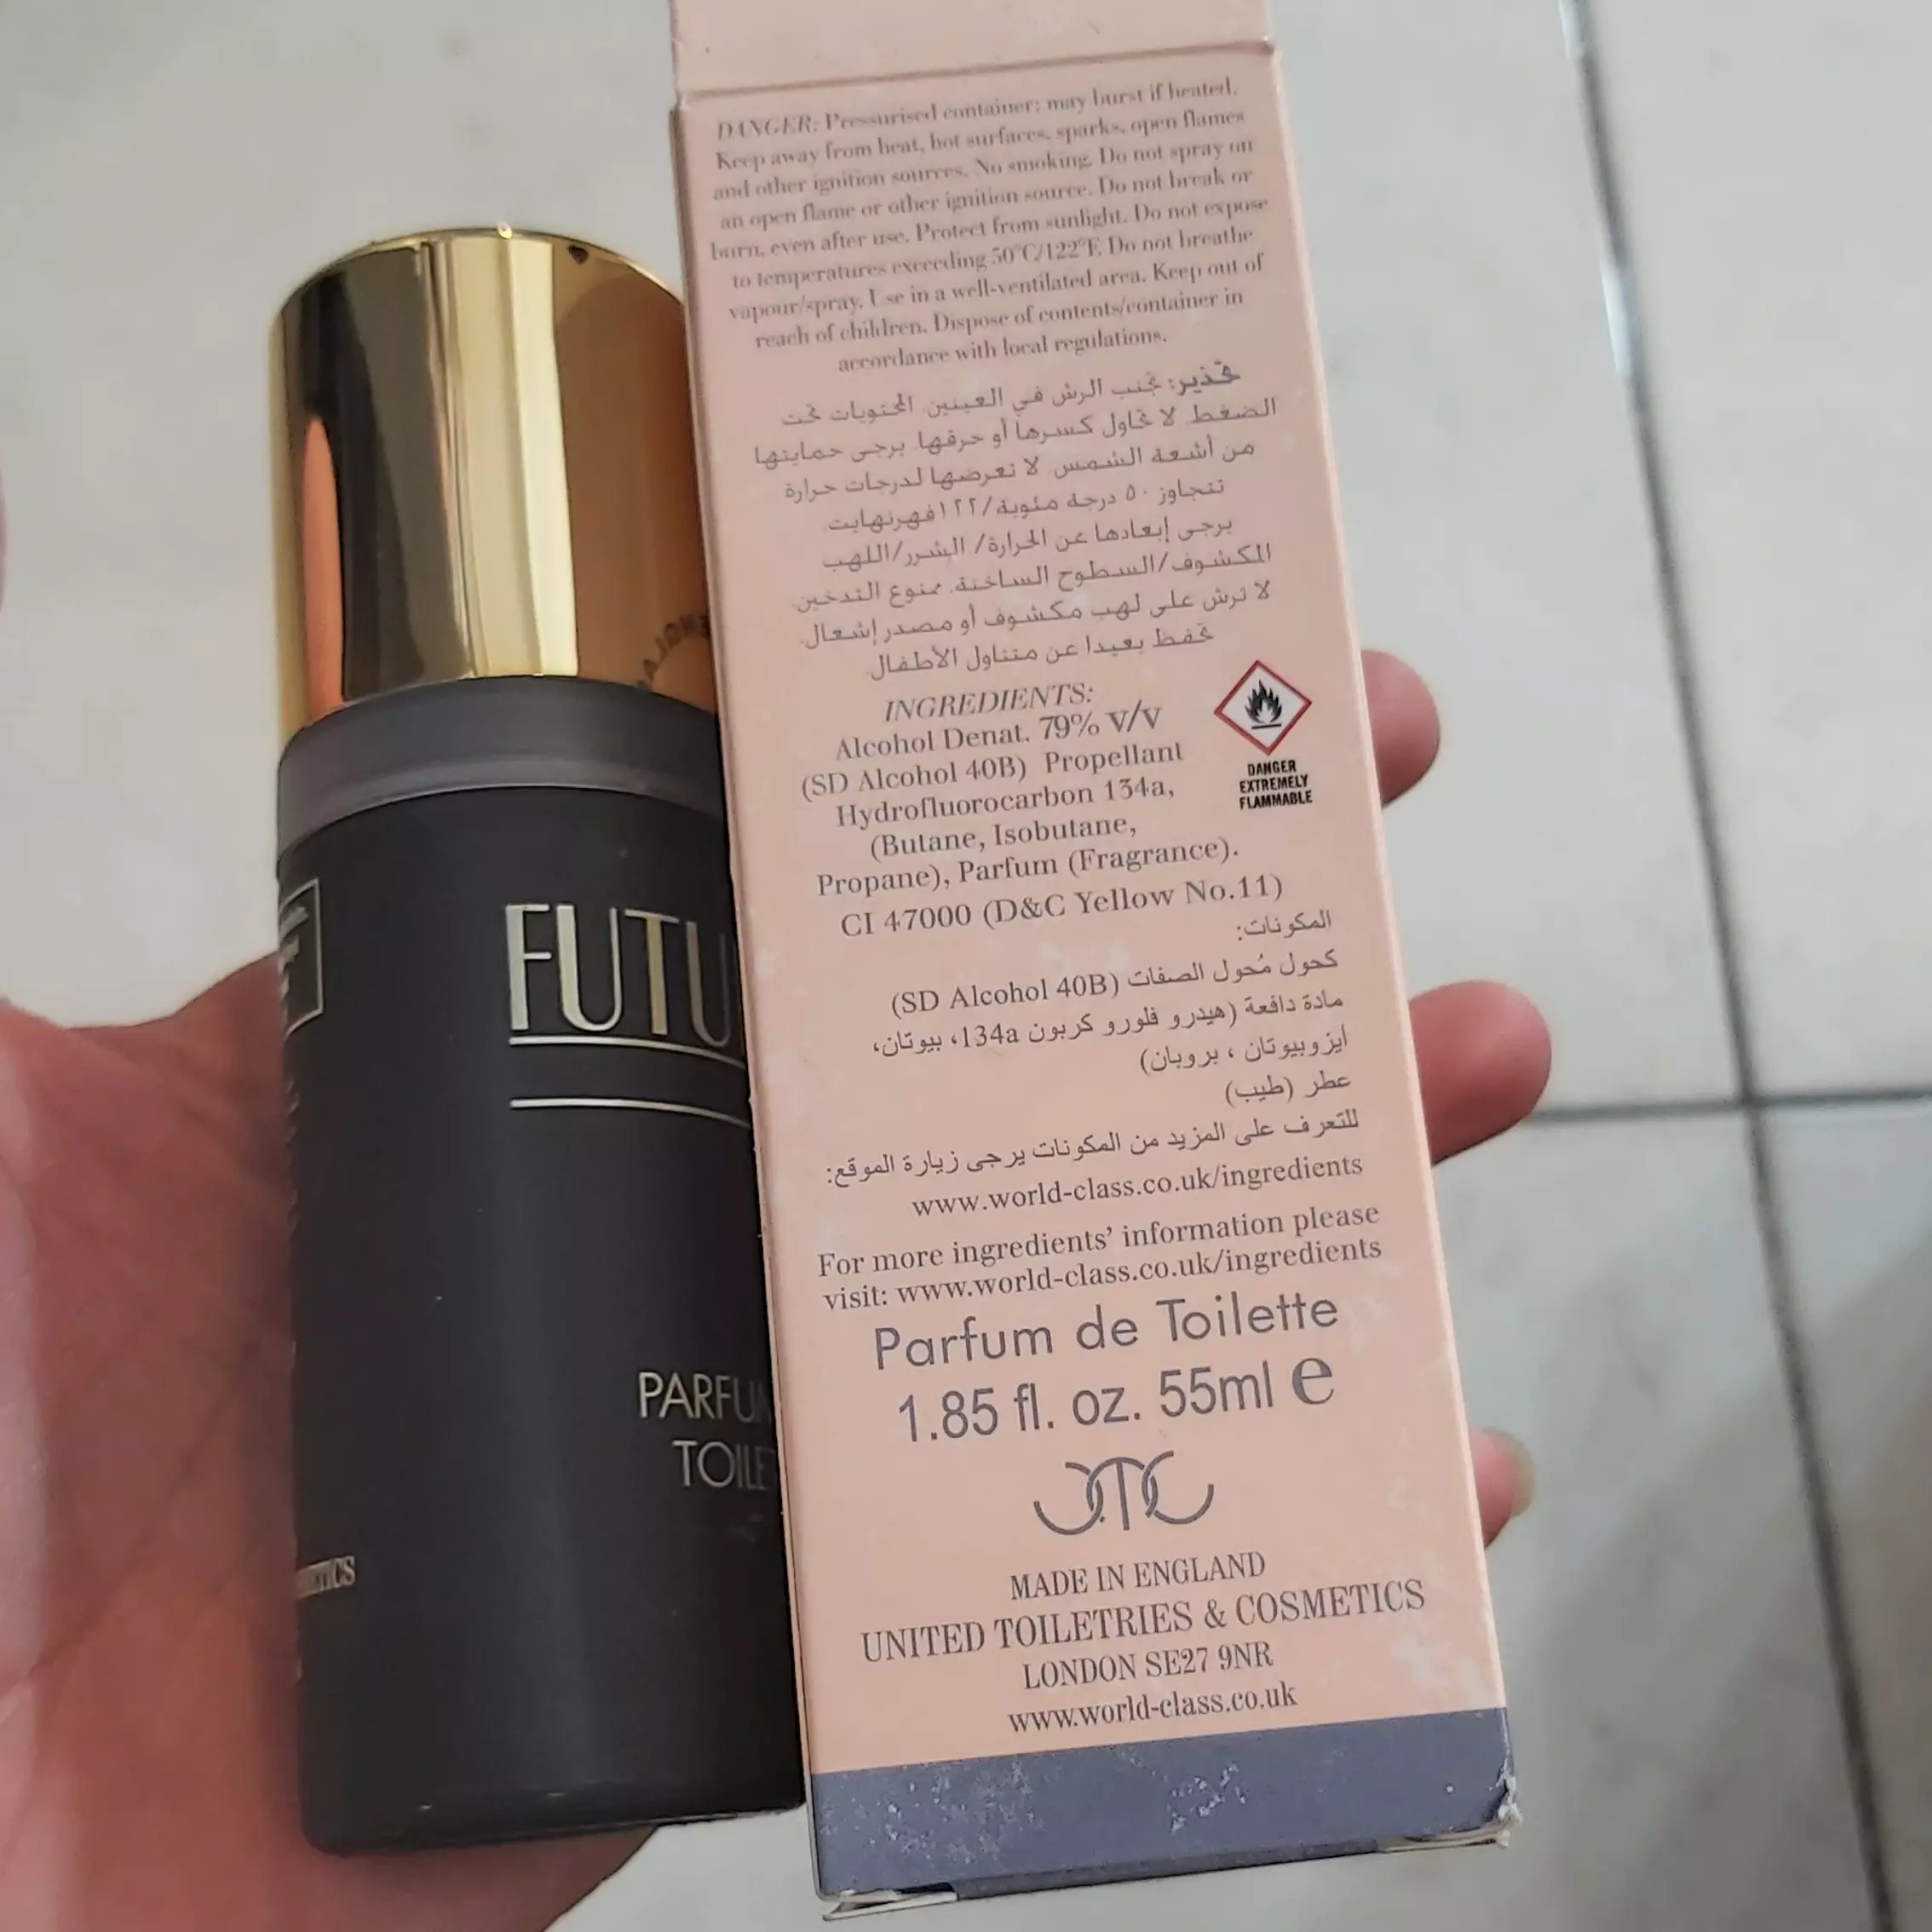 DANGER: Pressurised container: may burst if heated.
Keep away from heat, hot surfaces, sparks, open flames
and other ignition sources. No smoking. Do not spray on
an open flame or other ignition source. Do not break or
burn, even after use. Protect from sunlight. Do not expose
to temperatures exceeding 50°C/122°F. Do not breathe
vapour/spray. Use in a well-ventilated area. Keep out of
reach of children. Dispose of contents/container in
accordance with local regulations.
تحذير: تجنب الرش في العينين. المحتويات تحت
الضغط. لا تحاول كسرها أو حرقها. يرجى حمايتها
من أشعة الشمس. لا تعرضها لدرجات حرارة
تتجاوز ٥٠ درجة مئوية/١٢٢فهرنهايت.
يرجى إبعادها عن الحرارة/ الشرر/اللهب
المكشوف/السطوح الساخنة. ممنوع التدخين.
لا ترش على لهب مكشوف أو مصدر إشعال.
تحفظ بعيدا عن متناول الأطفال.
INGREDIENTS:
Alcohol Denat. 79% V/V
(SD Alcohol 40B) Propellant
Hydrofluorocarbon 134a,
(Butane, Isobutane,
Propane), Parfum (Fragrance).
CI 47000 (D&C Yellow No.11)
DANGER
EXTREMELY
FLAMMABLE
المكونات:
كحول مُحول الصفات (SD Alcohol 40B)
مادة دافعة (هيدرو فلورو كربون 134a، بيوتان،
ايزوبيوتان ، بروبان)
عطر (طيب)
للتعرف على المزيد من المكونات يرجى زيارة الموقع:
www.world-class.co.uk/ingredients
For more ingredients' information please
visit: www.world-class.co.uk/ingredients
Parfum de Toilette
1.85 fl. oz. 55ml e
U.T.C
MADE IN ENGLAND
UNITED TOILETRIES & COSMETICS
LONDON SE27 9NR
www.world-class.co.uk
FUTU
PARFU
TOILE